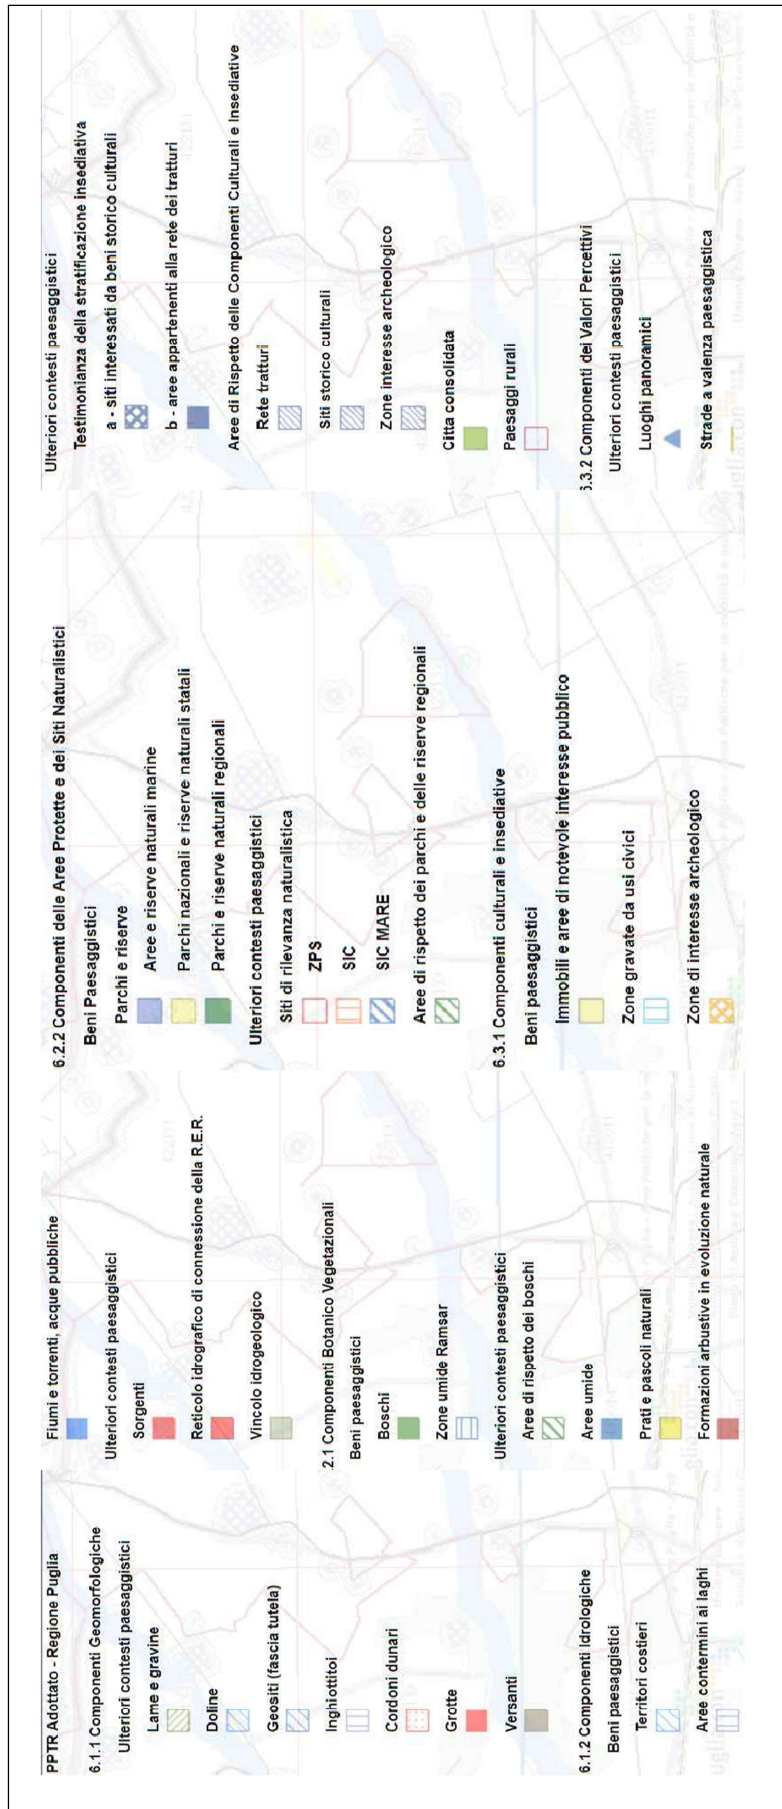 PPTR Adottato - Regione Puglia
6.1.1 Componenti Geomorfologiche
Ulteriori contesti paesaggistici
Lame e gravine
Doline
Geositi (fascia tutela)
Inghiottitoi
Cordoni dunari
Grotte
Versanti
6.1.2 Componenti Idrologiche
Beni paesaggistici
Territori costieri
Aree contermini ai laghi
Fiumi e torrenti, acque pubbliche
Ulteriori contesti paesaggistici
Sorgenti
Reticolo idrografico di connessione della R.E.R.
Vincolo idrogeologico
.2.1 Componenti Botanico Vegetazionali
Beni paesaggistici
Boschi
Zone umide Ramsar
Ulteriori contesti paesaggistici
Aree di rispetto dei boschi
Aree umide
Prati e pascoli naturali
Formazioni arbustive in evoluzione naturale
6.2.2 Componenti delle Aree Protette e dei Siti Naturalistici
Beni Paesaggistici
Parchi e riserve
Aree e riserve naturali marine
Parchi nazionali e riserve naturali statali
Parchi e riserve naturali regionali
Ulteriori contesti paesaggistici
Siti di rilevanza naturalistica
ZPS
SIC
SIC MARE
Aree di rispetto dei parchi e delle riserve regionali
6.3.1 Componenti culturali e insediative
Beni paesaggistici
Immobili e aree di notevole interesse pubblico
Zone gravate da usi civici
Zone di interesse archeologico
Ulteriori contesti paesaggistici
Testimonianza della stratificazione insediativa
a - siti interessati da beni storico culturali
b - aree appartenenti alla rete dei tratturi
Aree di Rispetto delle Componenti Culturali e Insediative
Rete tratturi
Siti storico culturali
Zone interesse archeologico
Citta consolidata
Paesaggi rurali
6.3.2 Componenti dei Valori Percettivi
Ulteriori contesti paesaggistici
Luoghi panoramici
Strade a valenza paesaggistica